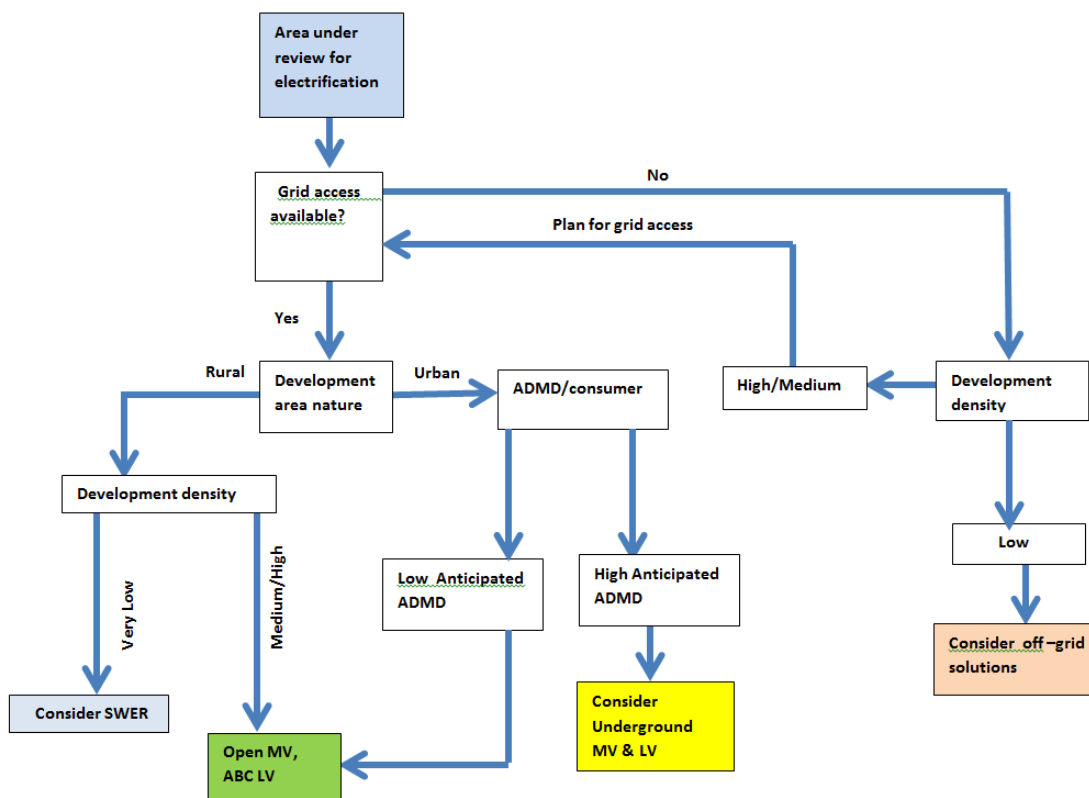 Area under
review for
electrification
Grid access
available?
No
Plan for grid access
Yes
Rural
Development
area nature
Urban
ADMD/consumer
High/Medium
Development
density
Development density
Very Low
Medium/High
Low Anticipated
ADMD
High Anticipated
ADMD
Low
Consider off–grid
solutions
Consider SWER
Open MV,
ABC LV
Consider
Underground
MV & LV